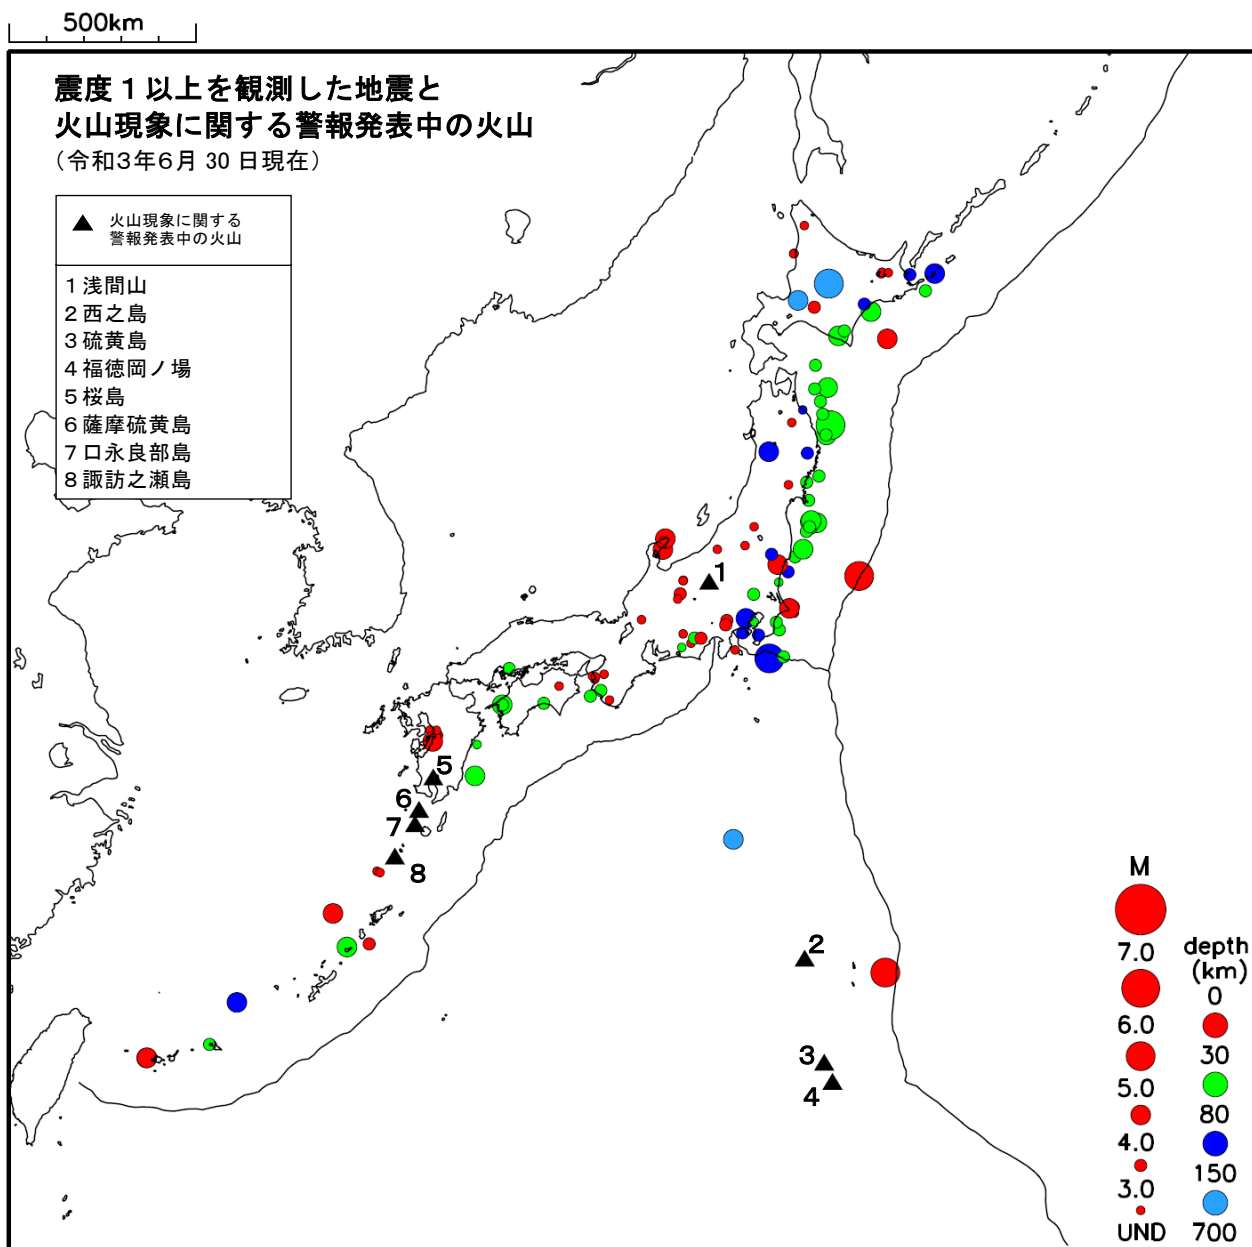 500km
震度１以上を観測した地震と
火山現象に関する警報発表中の火山
（令和3年6月 30 日現在）
火山現象に関する
警報発表中の火山
1 浅間山
2 西之島
3 硫黄島
4 福徳岡ノ場
5 桜島
6 薩摩硫黄島
7 口永良部島
8 諏訪之瀬島
1
5
6
7
8
2
3
4
M
7.0
6.0
5.0
4.0
3.0
UND
depth
(km)
0
30
80
150
700